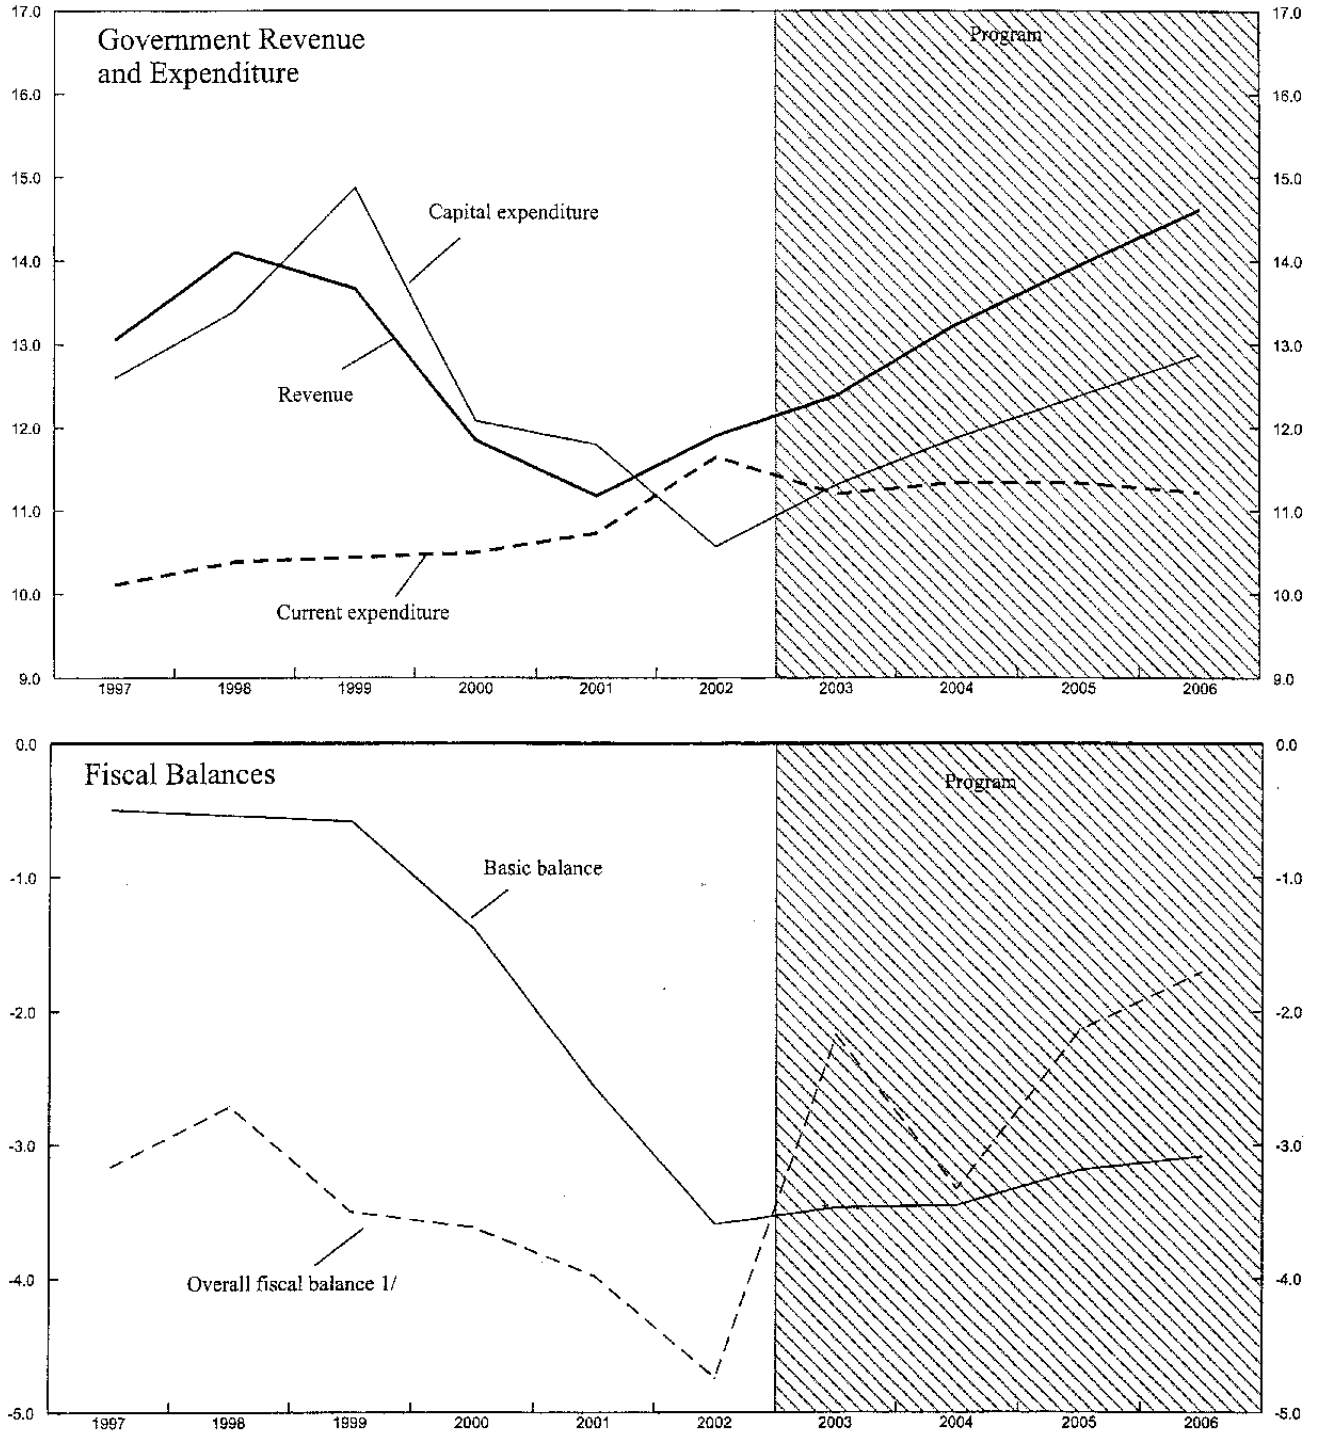 17.0
17.0
Government Revenue
and Expenditure
Program
16.0
16.0
15.0
15.0
Capital expenditure
14.0
14.0
13.0
13.0
Revenue
12.0
12.0
11.0
11.0
10.0
10.0
Current expenditure
9.0
9.0
1997 1998 1999 2000 2001 2002 2003 2004 2005 2006
0.0
0.0
Fiscal Balances
Program
Basic balance
-1.0
-1.0
-2.0
-2.0
-3.0
-3.0
Overall fiscal balance 1/
-4.0
-4.0
-5.0
-5.0
1997 1998 1999 2000 2001 2002 2003 2004 2005 2006